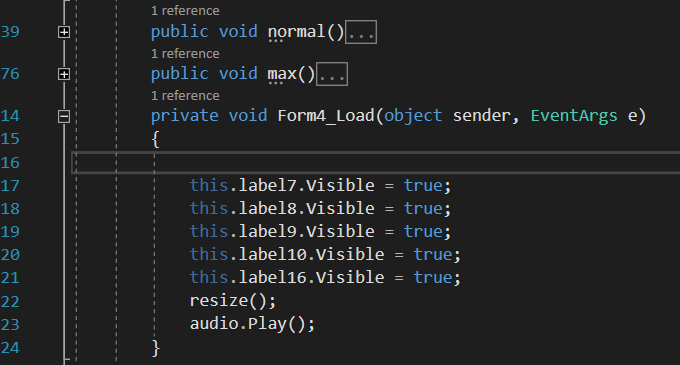 1 reference
39 public void normal()...
1 reference
76 public void max()...
1 reference
14 private void Form4_Load(object sender, EventArgs e)
15 {
16
17 this.label7.Visible = true;
18 this.label8.Visible = true;
19 this.label9.Visible = true;
20 this.label10.Visible = true;
21 this.label16.Visible = true;
22 resize();
23 audio.Play();
24 }